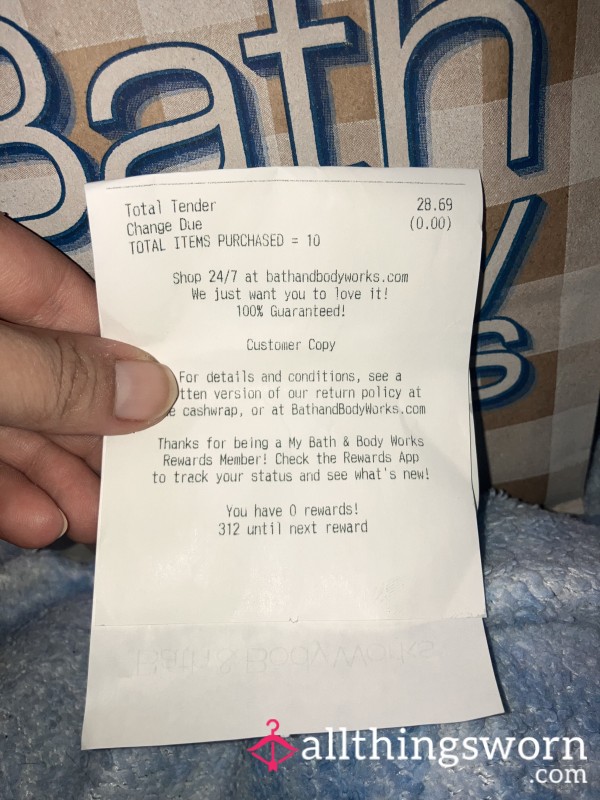 Bath
Total Tender 28.69
Change Due (0.00)
TOTAL ITEMS PURCHASED = 10
Shop 24/7 at bathandbodyworks.com
We just want you to love it!
100% Guaranteed!
Customer Copy
For details and conditions, see a
tten version of our return policy at
e cashwrap, or at BathandBodyWorks.com
Thanks for being a My Bath & Body Works
Rewards Member! Check the Rewards App
to track your status and see what's new!
You have 0 rewards!
312 until next reward
Bath & Body Works
allthingsworn
.com